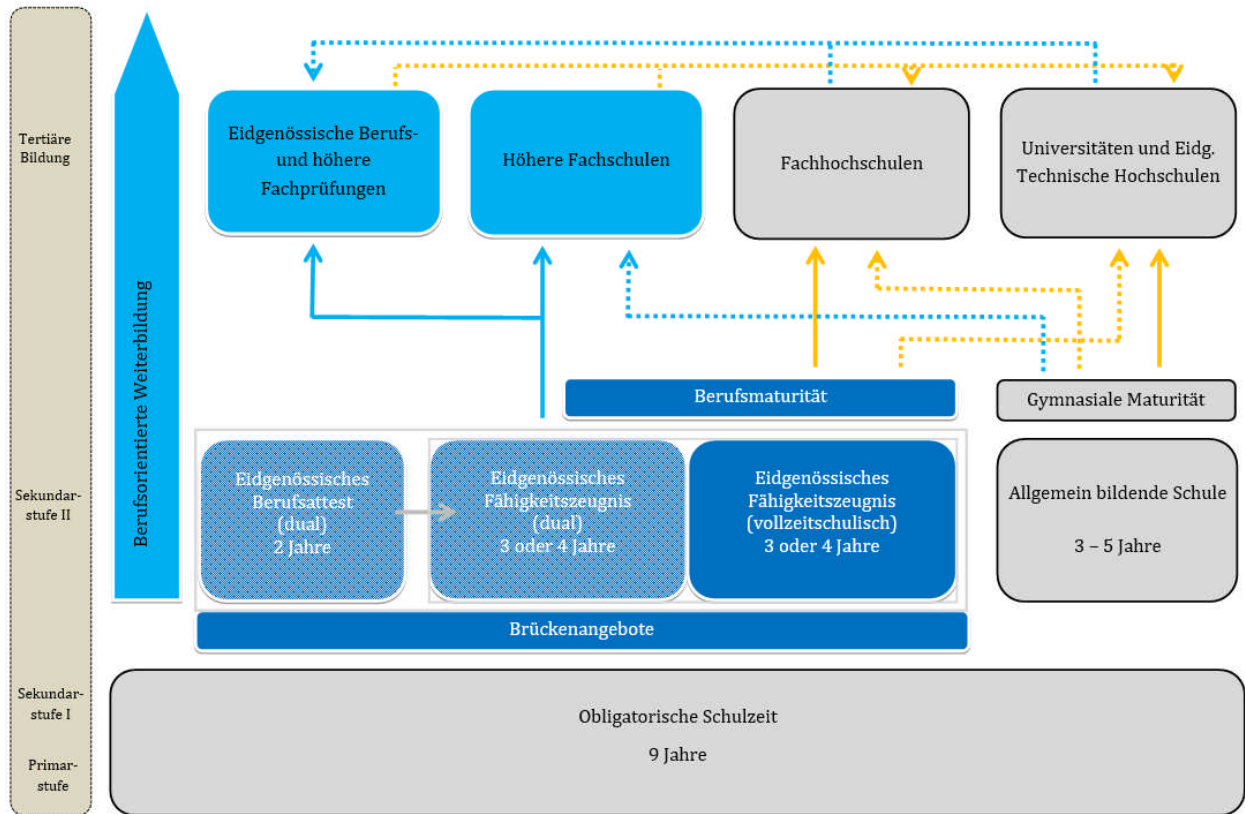 Tertiäre
Bildung
Sekundar-
stufe II
Sekundar-
stufe I
Primar-
stufe
Berufsorientierte Weiterbildung
Eidgenössische Berufs-
und höhere
Fachprüfungen
Höhere Fachschulen
Fachhochschulen
Universitäten und Eidg.
Technische Hochschulen
Berufsmaturität
Gymnasiale Maturität
Eidgenössisches
Berufsattest
(dual)
2 Jahre
Eidgenössisches
Fähigkeitszeugnis
(dual)
3 oder 4 Jahre
Eidgenössisches
Fähigkeitszeugnis
(vollzeitschulisch)
3 oder 4 Jahre
Allgemein bildende Schule
3 – 5 Jahre
Brückenangebote
Obligatorische Schulzeit
9 Jahre